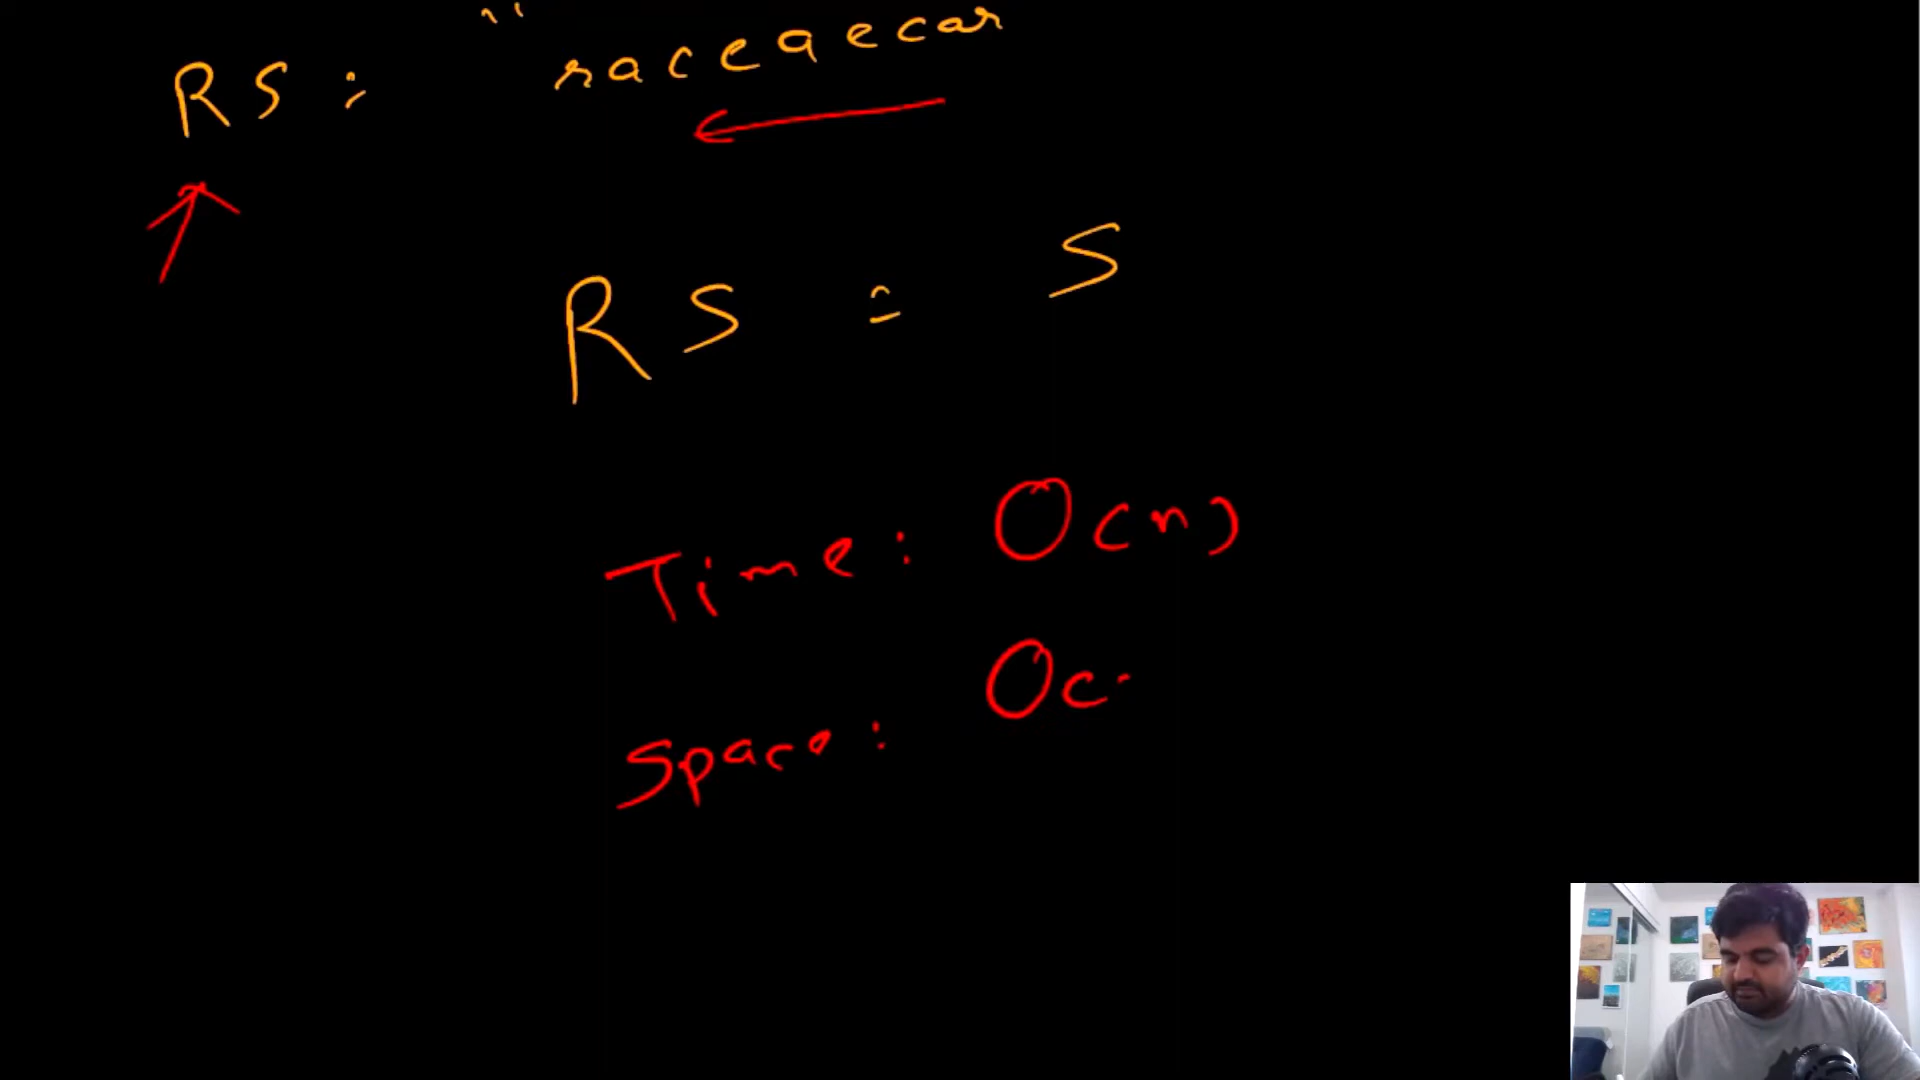 RS = " raceaecar
RS = S
Time: O(n)
Space: O(